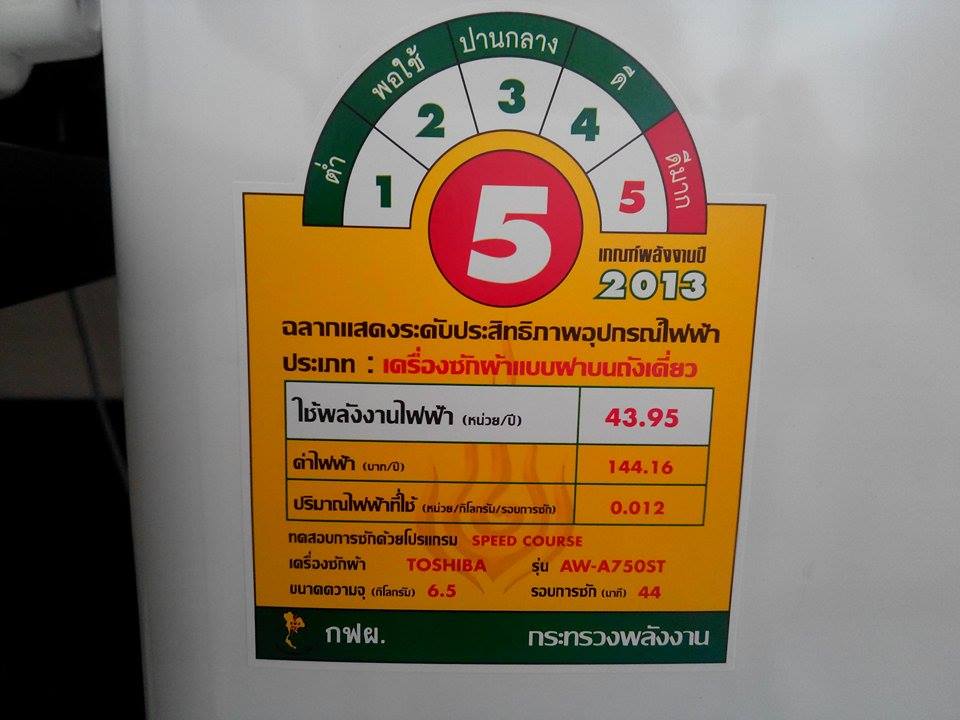 ต่ำ พอใช้ ปานกลาง ดี ดีมาก
1 2 3 4 5
5
เกณฑ์พลังงานปี
2013
ฉลากแสดงระดับประสิทธิภาพอุปกรณ์ไฟฟ้า
ประเภท : เครื่องซักผ้าแบบฝาบนถังเดี่ยว
ใช้พลังงานไฟฟ้า (หน่วย/ปี) 43.95
ค่าไฟฟ้า (บาท/ปี) 144.16
ปริมาณไฟฟ้าที่ใช้ (หน่วย/กิโลกรัม/รอบการซัก) 0.012
ทดสอบการซักด้วยโปรแกรม SPEED COURSE
เครื่องซักผ้า TOSHIBA รุ่น AW-A750ST
ขนาดความจุ (กิโลกรัม) 6.5 รอบการซัก (นาที) 44
กฟผ. กระทรวงพลังงาน